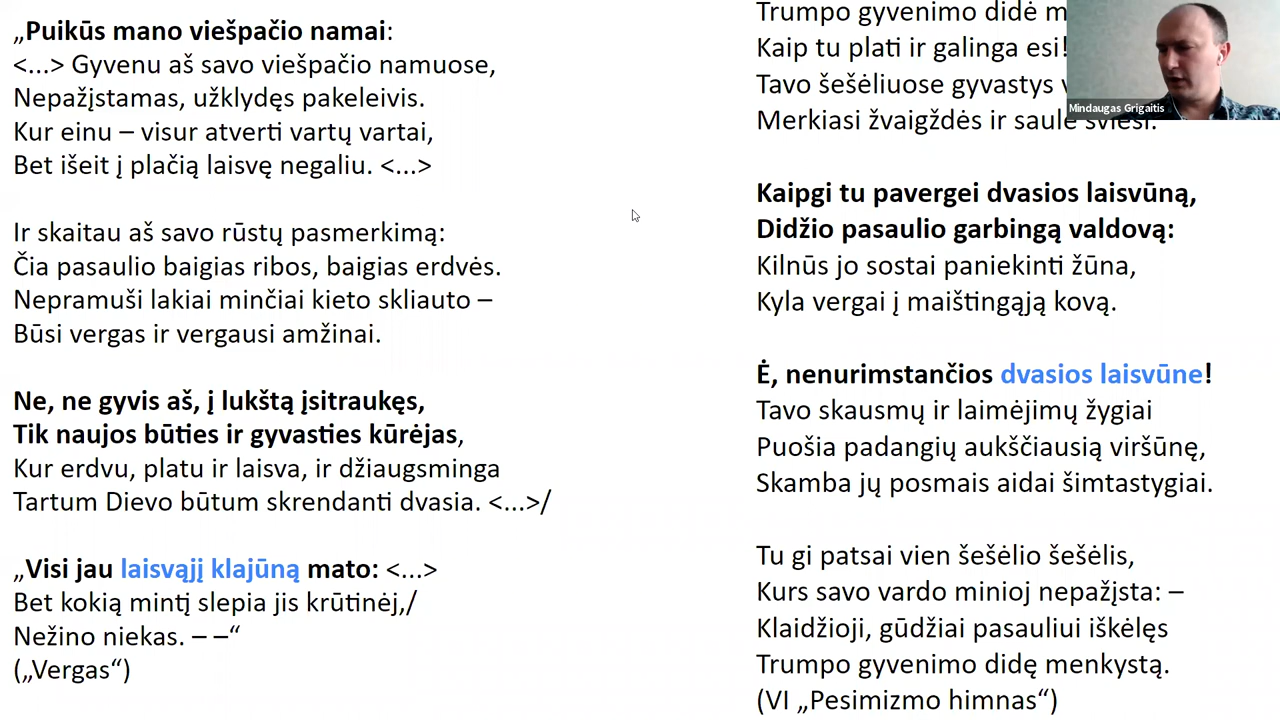 „Puikūs mano viešpačio namai:
<...> Gyvenu aš savo viešpačio namuose,
Nepažįstamas, užklydęs pakeleivis.
Kur einu – visur atverti vartų vartai,
Bet išeit į plačią laisvę negaliu. <...>
Ir skaitau aš savo rūstų pasmerkimą:
Čia pasaulio baigias ribos, baigias erdvės.
Nepramuši lakiai minčiai kieto skliauto –
Būsi vergas ir vergausi amžinai.
Ne, ne gyvis aš, į lukštą įsitraukęs,
Tik naujos būties ir gyvasties kūrėjas,
Kur erdvu, platu ir laisva, ir džiaugsminga
Tartum Dievo būtum skrendanti dvasia. <...>/
„Visi jau laisvąjį klajūną mato: <...>
Bet kokią mintį slepia jis krūtinėj,/
Nežino niekas. – –“
(„Vergas“)
Trumpo gyvenimo didė
Kaip tu plati ir galinga esi!
Tavo šešėliuose gyvastys
Merkiasi žvaigždės ir saulė šviesi.
Kaipgi tu pavergei dvasios laisvūną,
Didžio pasaulio garbingą valdovą:
Kilnūs jo sostai paniekinti žūna,
Kyla vergai į maištingąją kovą.
Ė, nenurimstančios dvasios laisvūne!
Tavo skausmų ir laimėjimų žygiai
Puošia padangių aukščiausią viršūnę,
Skamba jų posmais aidai šimtastygiai.
Tu gi patsai vien šešėlio šešėlis,
Kurs savo vardo minioj nepažįsta: –
Klaidžioji, gūdžiai pasauliui iškėlęs
Trumpo gyvenimo didę menkystą.
(VI „Pesimizmo himnas“)
Mindaugas Grigaitis